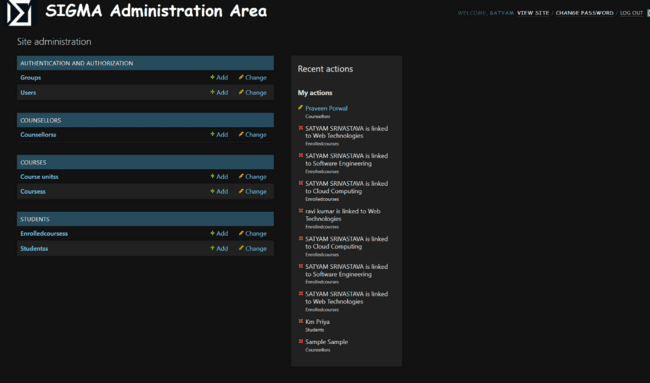 SIGMA Administration Area
WELCOME, SATYAM. VIEW SITE / CHANGE PASSWORD / LOG OUT
Site administration
AUTHENTICATION AND AUTHORIZATION
Groups Add Change
Users Add Change
COUNSELLORS
Counsellorss Add Change
COURSES
Course unitss Add Change
Coursess Add Change
STUDENTS
Enrolledcoursess Add Change
Studentss Add Change
Recent actions
My actions
Praveen Porwal
Counsellors
SATYAM SRIVASTAVA is linked
to Web Technologies
Enrolledcourses
SATYAM SRIVASTAVA is linked
to Software Engineering
Enrolledcourses
SATYAM SRIVASTAVA is linked
to Cloud Computing
Enrolledcourses
ravi kumar is linked to Web
Technologies
Enrolledcourses
SATYAM SRIVASTAVA is linked
to Cloud Computing
Enrolledcourses
SATYAM SRIVASTAVA is linked
to Software Engineering
Enrolledcourses
SATYAM SRIVASTAVA is linked
to Web Technologies
Enrolledcourses
Km Priya
Students
Sample Sample
Counsellors